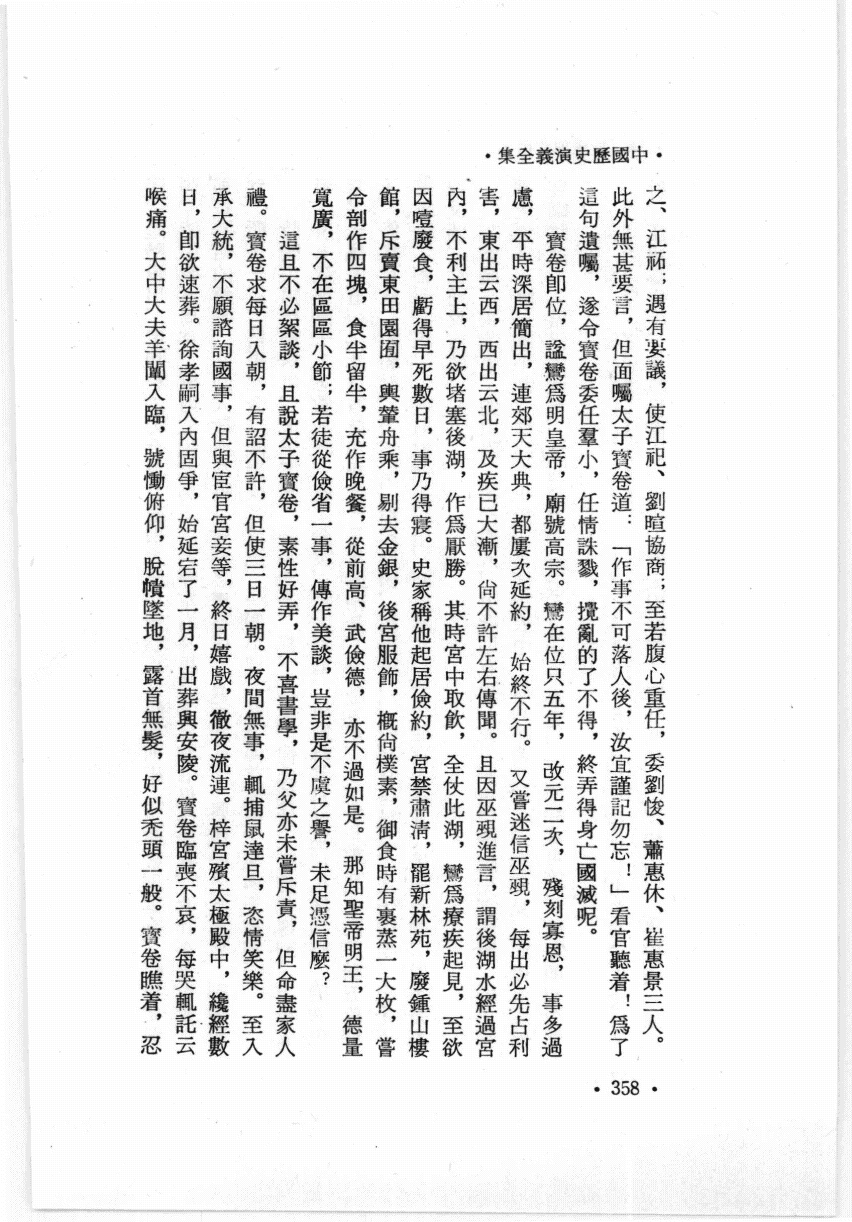 •中國歷史演義全集•
之、江祏；遇有要議，使江祀、劉暄協商；至若腹心重任，委劉悛、蕭惠休、崔惠景三人。
此外無甚要言，但面囑太子寶卷道：「作事不可落人後，汝宜謹記勿忘！」看官聽着！爲了
這句遺囑，遂令寶卷委任羣小，任情誅戮，攪亂的了不得，終弄得身亡國滅呢。
寶卷卽位，諡鸞爲明皇帝，廟號高宗。鸞在位只五年，改元二次，殘刻寡恩，事多過
慮，平時深居簡出，連郊天大典，都屢次延約，始終不行。又嘗迷信巫覡，每出必先占利
害，東出云西，西出云北，及疾已大漸，尙不許左右傳聞。且因巫覡進言，謂後湖水經過宮
內，不利主上，乃欲堵塞後湖，作爲厭勝。其時宮中取飲，全仗此湖，鸞爲療疾起見，至欲
因噎廢食，虧得早死數日，事乃得寢。史家稱他起居儉約，宮禁肅淸，罷新林苑，廢鍾山樓
館，斥賣東田園囿，輿輦舟乘，剔去金銀，後宮服飾，概尙樸素，御食時有裹蒸一大枚，嘗
令剖作四塊，食半留半，充作晚餐，從前高、武儉德，亦不過如是。那知聖帝明王，德量
寬廣，不在區區小節；若徒從儉省一事，傳作美談，豈非是不虞之譽，未足憑信麽？
這且不必絮談，且說太子寶卷，素性好弄，不喜書學，乃父亦未嘗斥責，但命盡家人
禮。寶卷求每日入朝，有詔不許，但使三日一朝。夜間無事，輒捕鼠達旦，恣情笑樂。至入
承大統，不願諮詢國事，但與宦官宮妾等，終日嬉戲，徹夜流連。梓宮殯太極殿中，纔經數
日，卽欲速葬。徐孝嗣入內固爭，始延宕了一月，出葬興安陵。寶卷臨喪不哀，每哭輒託云
喉痛。大中大夫羊闡入臨，號慟俯仰，脫幘墜地，露首無髮，好似禿頭一般。寶卷瞧着，忍
•358•